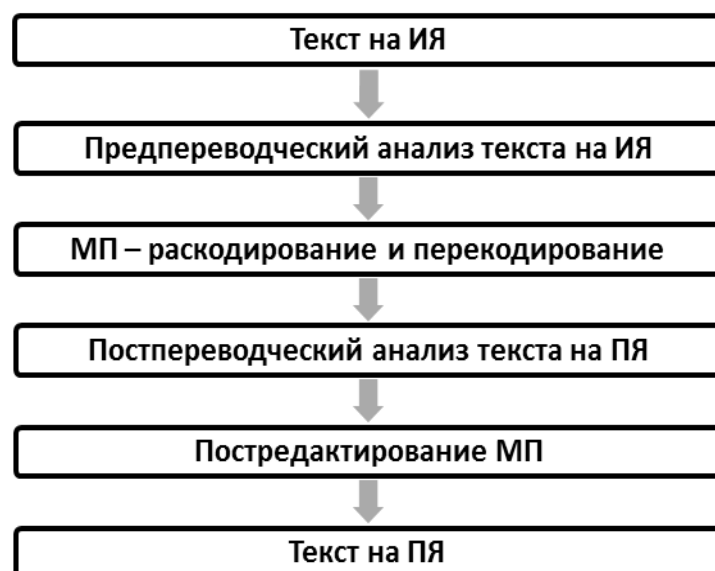 Текст на ИЯ
Предпереводческий анализ текста на ИЯ
МП – раскодирование и перекодирование
Постпереводческий анализ текста на ПЯ
Постредактирование МП
Текст на ПЯ